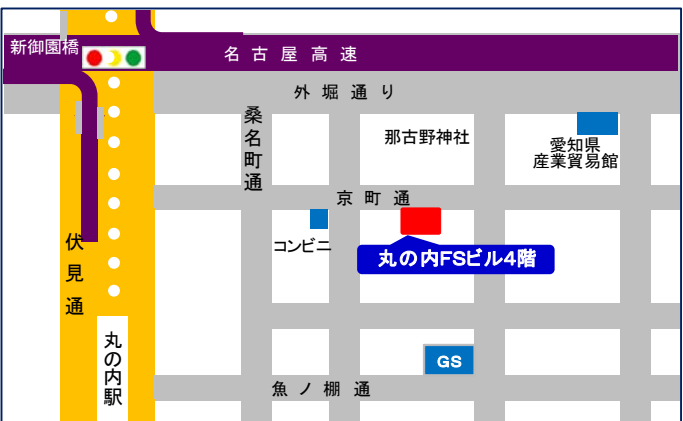 新御園橋
名古屋高速
外堀通り
桑名町通
那古野神社
愛知県
産業貿易館
京町通
コンビニ
丸の内FSビル4階
伏見通
丸の内駅
GS
魚ノ棚通